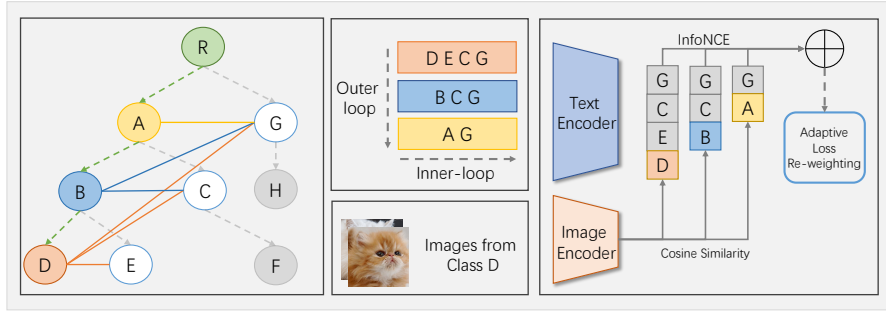 R
A
G
B
C
H
D
E
F
Outer
loop
D E C G
B C G
A G
Inner-loop
Images from
Class D
Text
Encoder
Image
Encoder
InfoNCE
G
C
E
D
G
C
B
G
A
Cosine Similarity
Adaptive
Loss
Re-weighting